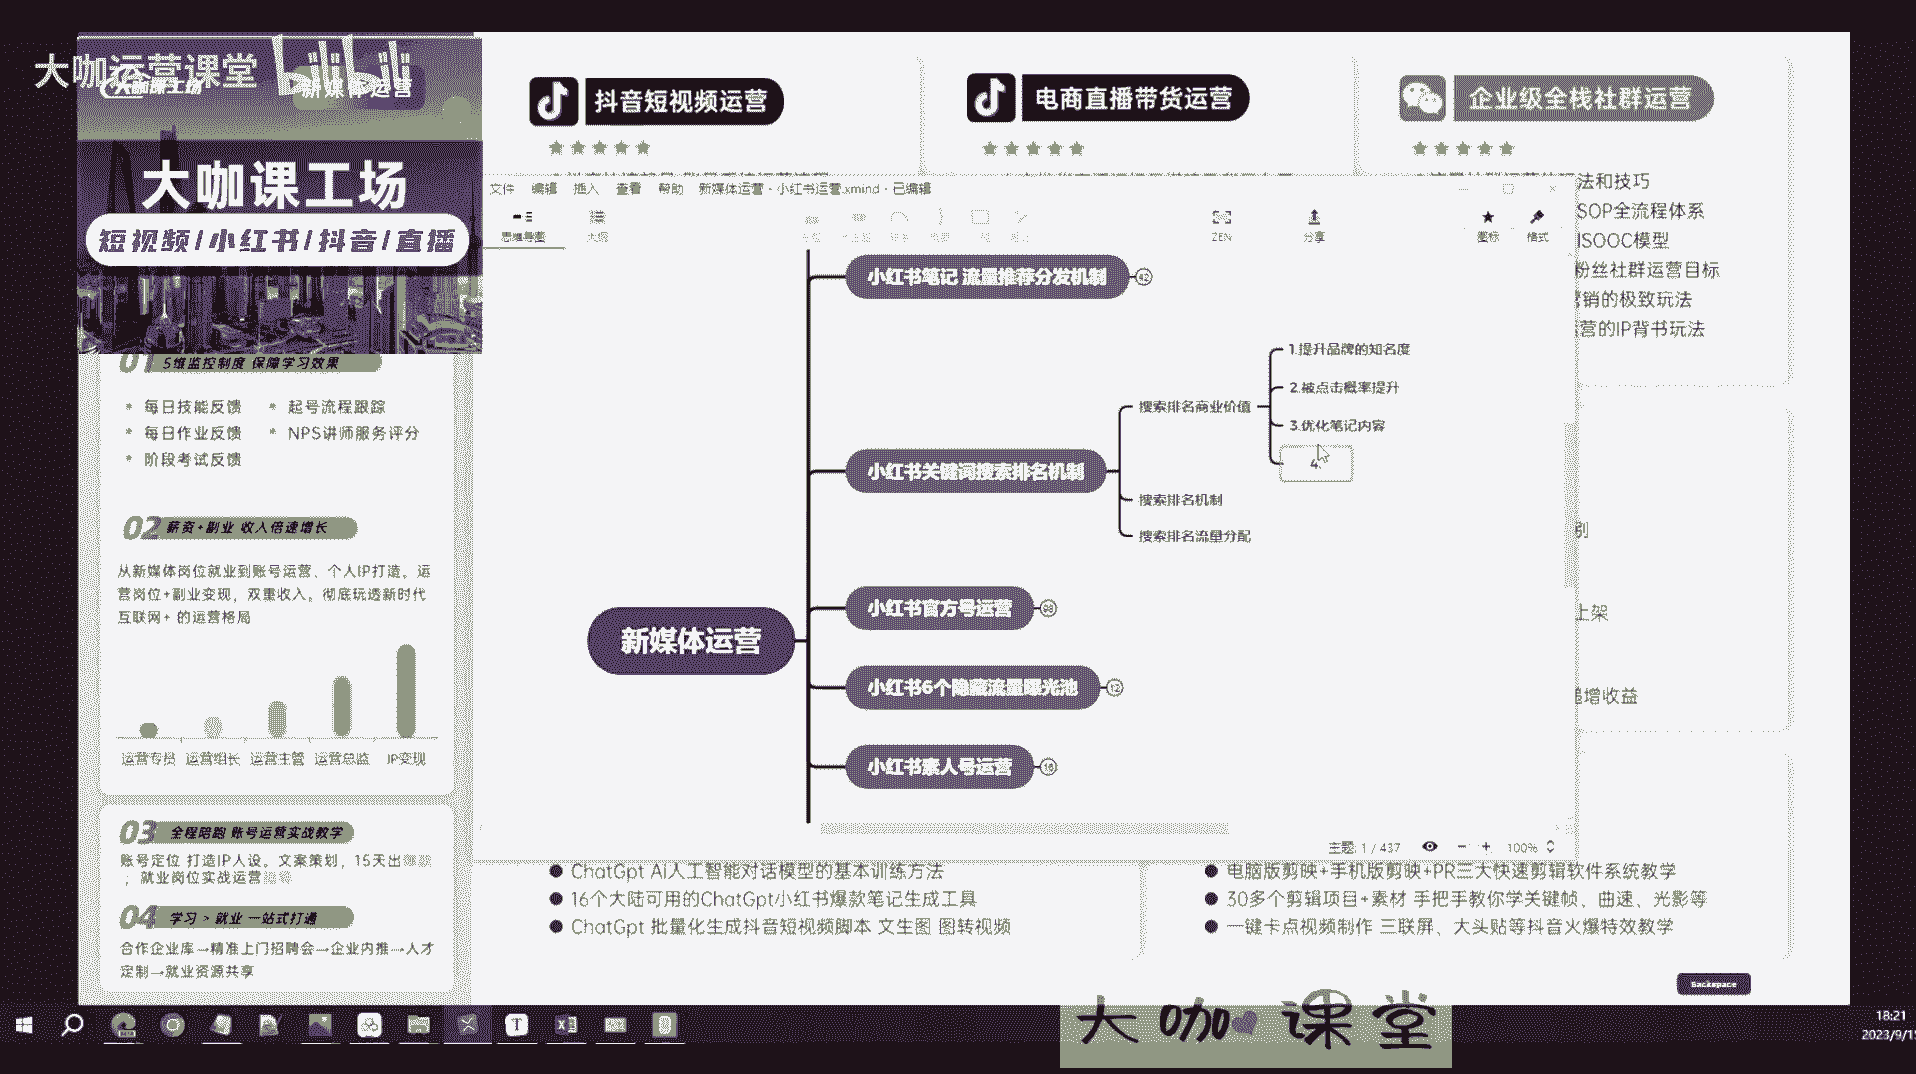 大咖运营课堂
bilibili
大咖课工场
新媒体运营
大咖课工场
短视频/小红书/抖音/直播
01 5维监控制度 保障学习效果
每日技能反馈
起号流程跟踪
每日作业反馈
NPS讲师服务评分
阶段考试反馈
02 薪资+副业 收入倍速增长
从新媒体岗位就业到账号运营、个人IP打造。运
营岗位+副业变现，双重收入。彻底玩透新时代
互联网+ 的运营格局
运营专员 运营组长 运营主管 运营总监 IP变现
03 全程陪跑 账号运营实战教学
账号定位 打造IP人设。文案策划，15天出
；就业岗位实战运营
04 学习 > 就业 一站式打通
合作企业库→精准上门招聘会→企业内推→人才
定制→就业资源共享
抖音短视频运营
电商直播带货运营
企业级全栈社群运营
法和技巧
SOP全流程体系
ISOOC模型
粉丝社群运营目标
营销的极致玩法
运营的IP背书玩法
别
上架
递增收益
文件 编辑 插入 查看 帮助 新媒体运营 - 小红书运营.xmind - 已编辑
思维导图 大纲 ZEN 分享 图标 格式
小红书笔记 流量推荐分发机制 42
1.提升品牌的知名度
2.被点击概率提升
3.优化笔记内容
4.
搜索排名商业价值
小红书关键词搜索排名机制
搜索排名机制
搜索排名流量分配
新媒体运营
小红书官方号运营 98
小红书6个隐藏流量曝光池 12
小红书素人号运营 16
主题: 1 / 437 100%
ChatGpt AI人工智能对话模型的基本训练方法
16个大陆可用的ChatGpt小红书爆款笔记生成工具
ChatGpt 批量化生成抖音短视频脚本 文生图 图转视频
电脑版剪映+手机版剪映+PR三大快速剪辑软件系统教学
30多个剪辑项目+素材 手把手教你学关键帧、曲速、光影等
一键卡点视频制作 三联屏、大头贴等抖音火爆特效教学
Backspace
大咖课堂
18:21
2023/9/1